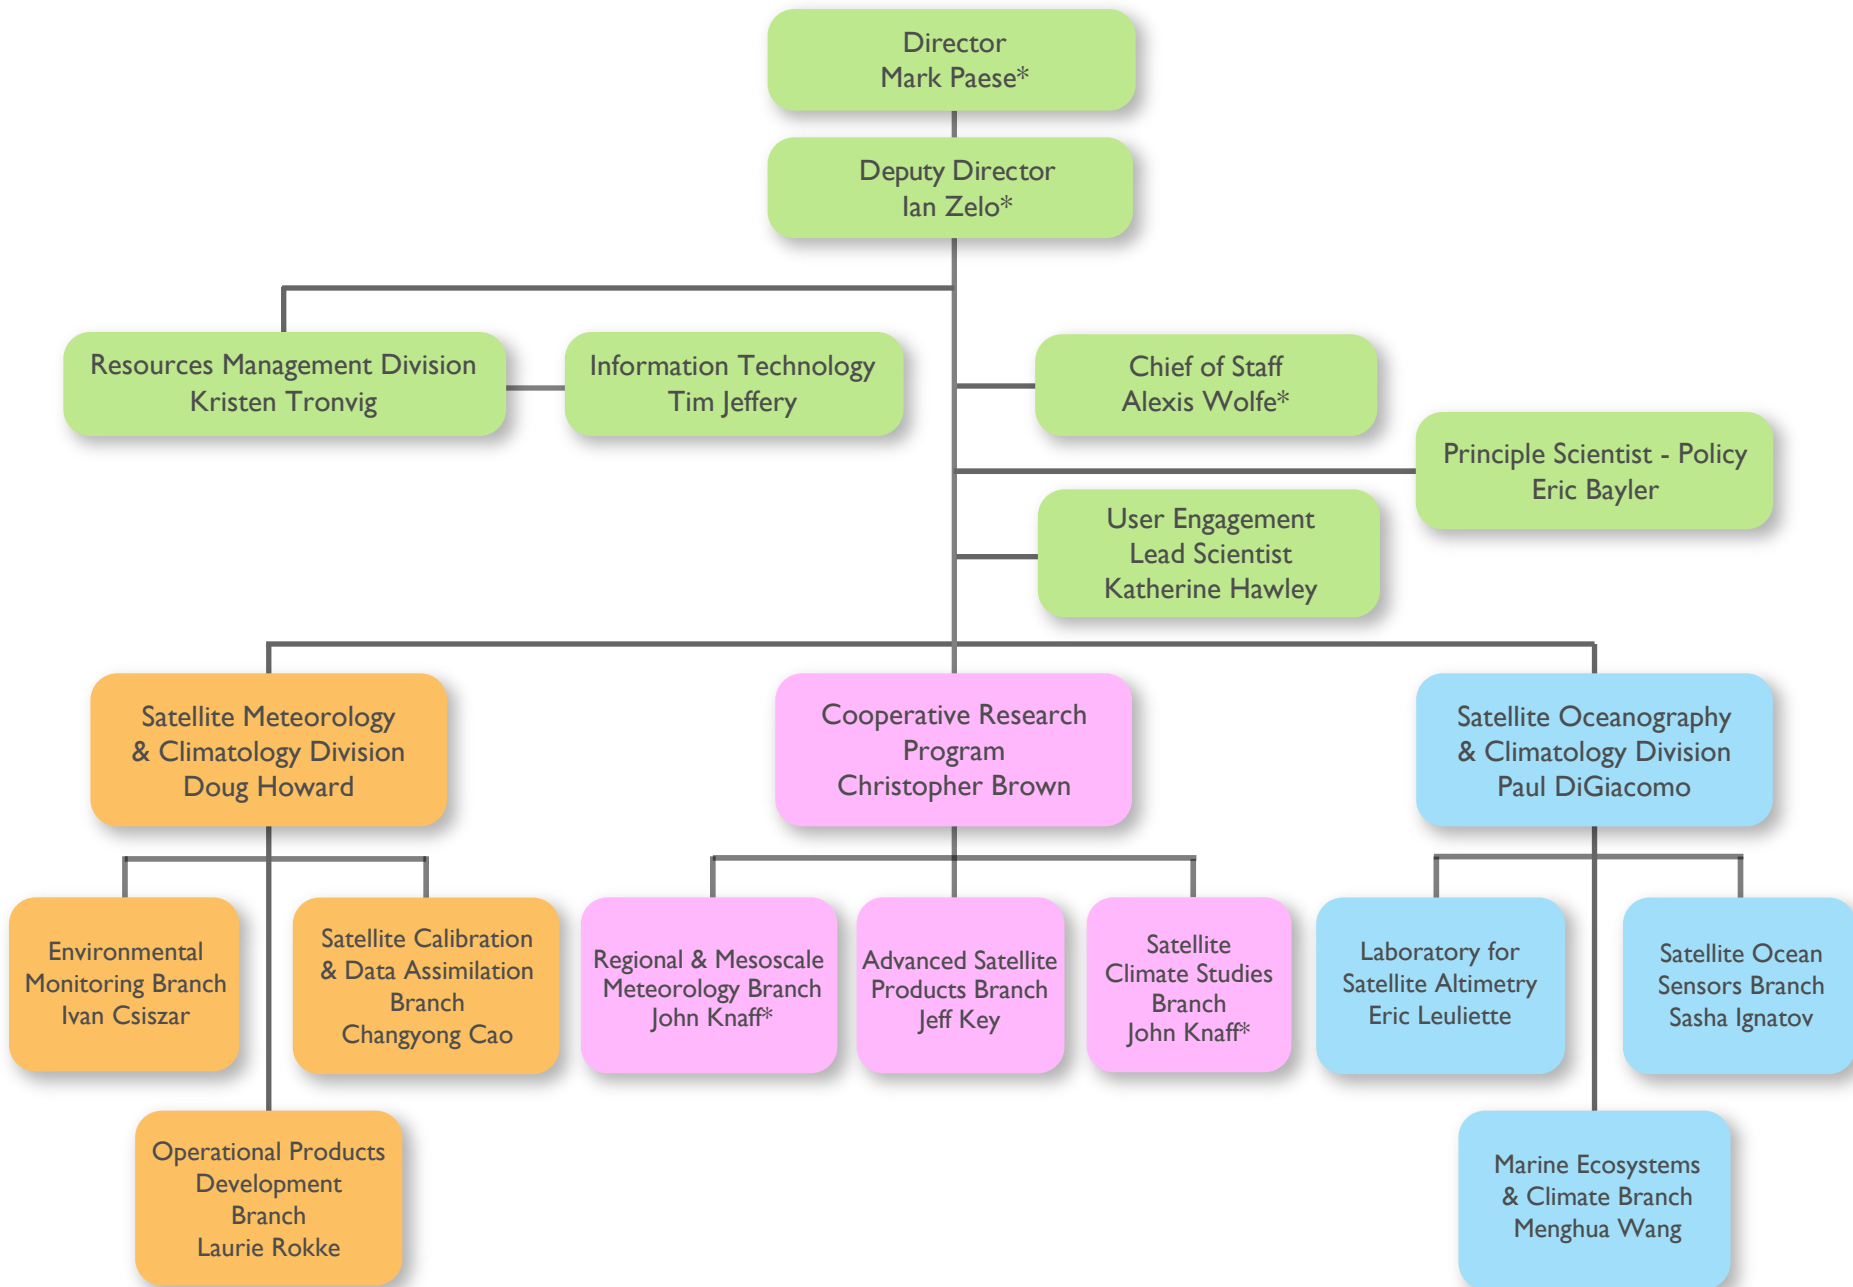 Director
Mark Paese*
Deputy Director
Ian Zelo*
Resources Management Division
Kristen Tronvig
Information Technology
Tim Jeffery
Chief of Staff
Alexis Wolfe*
Principle Scientist - Policy
Eric Bayler
User Engagement
Lead Scientist
Katherine Hawley
Satellite Meteorology
& Climatology Division
Doug Howard
Cooperative Research
Program
Christopher Brown
Satellite Oceanography
& Climatology Division
Paul DiGiacomo
Environmental
Monitoring Branch
Ivan Csiszar
Satellite Calibration
& Data Assimilation
Branch
Changyong Cao
Regional & Mesoscale
Meteorology Branch
John Knaff*
Advanced Satellite
Products Branch
Jeff Key
Satellite
Climate Studies
Branch
John Knaff*
Laboratory for
Satellite Altimetry
Eric Leuliette
Satellite Ocean
Sensors Branch
Sasha Ignatov
Operational Products
Development
Branch
Laurie Rokke
Marine Ecosystems
& Climate Branch
Menghua Wang